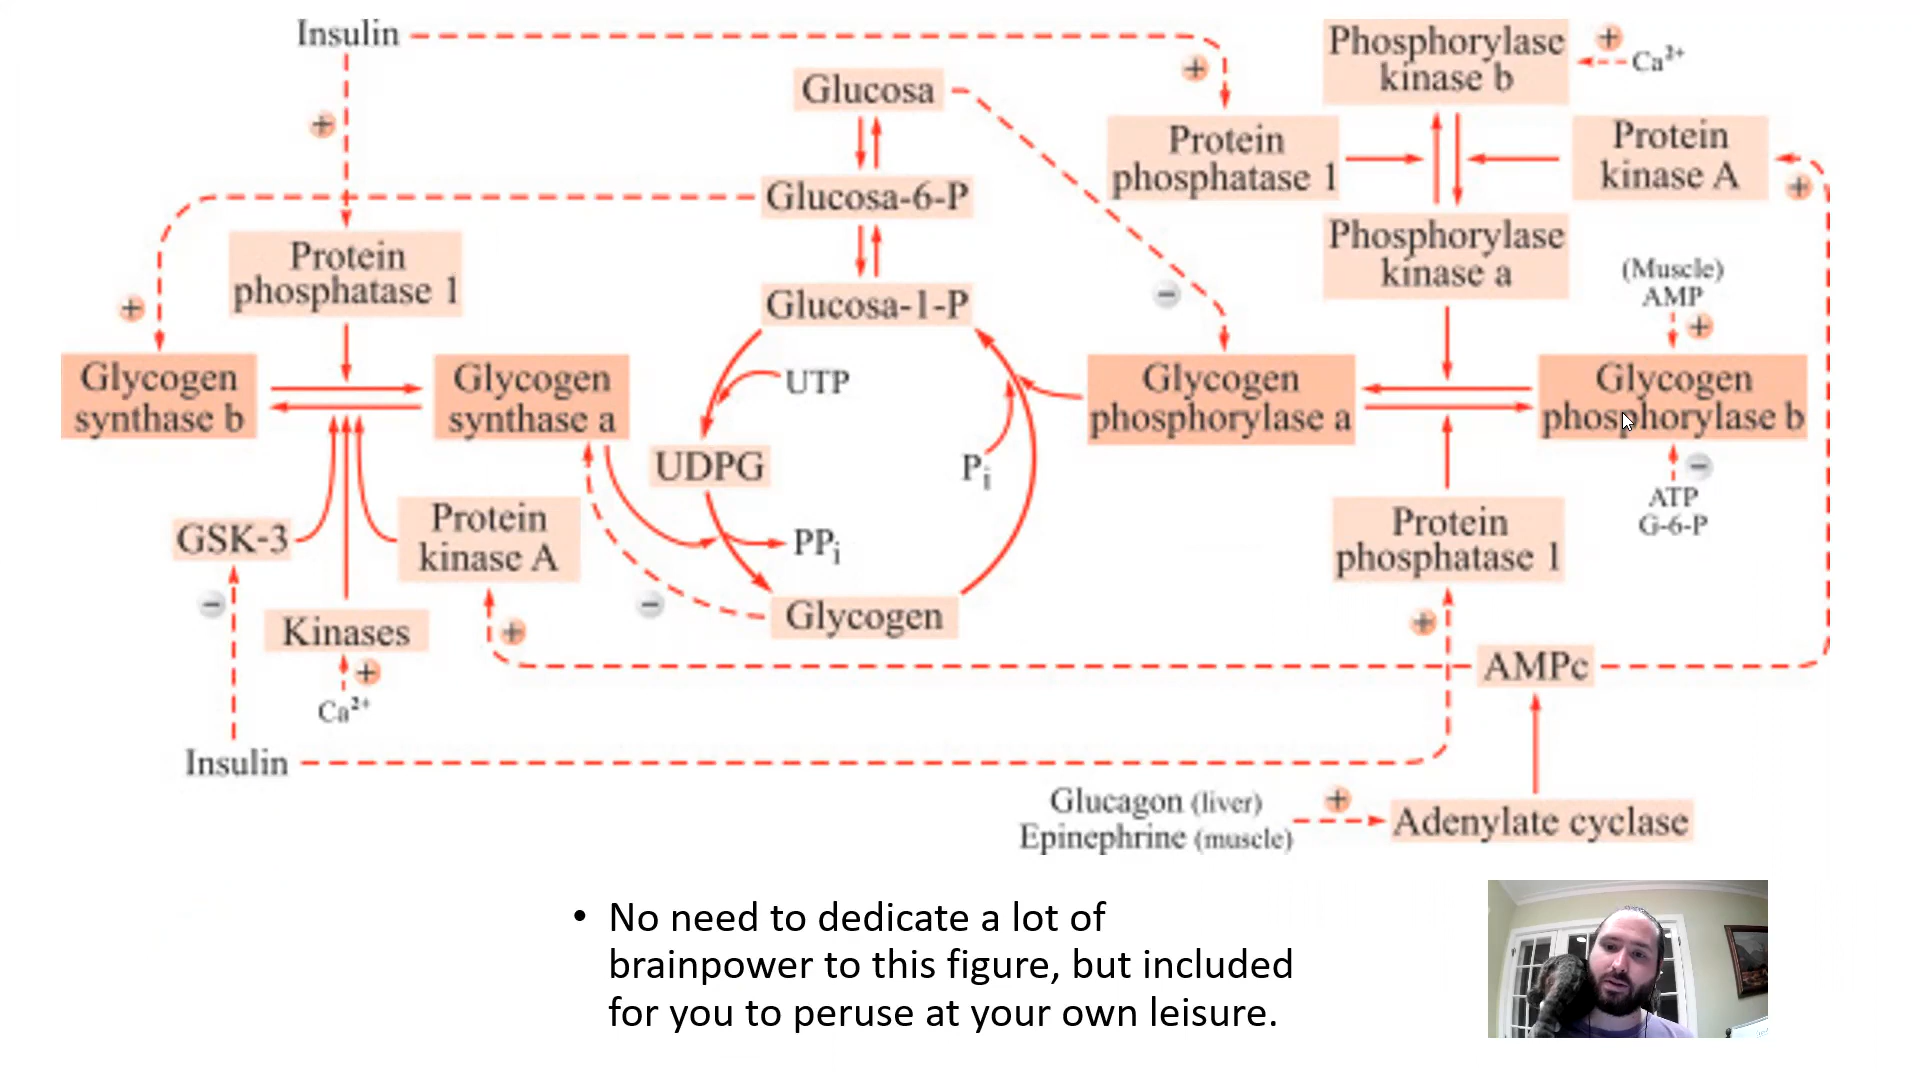 Insulin
Glucosa
Phosphorylase
kinase b
+
Ca²⁺
+
+
Protein
phosphatase 1
Protein
kinase A
+
Glucosa-6-P
Protein
phosphatase 1
Phosphorylase
kinase a
(Muscle)
AMP
+
+
−
Glucosa-1-P
Glycogen
synthase b
Glycogen
synthase a
UTP
Glycogen
phosphorylase a
Glycogen
phosphorylase b
UDPG
Pi
−
ATP
G-6-P
GSK-3
Protein
kinase A
PPi
Protein
phosphatase 1
−
−
Glycogen
+
Kinases
+
+
Ca²⁺
AMPc
Insulin
Glucagon (liver)
Epinephrine (muscle)
+
Adenylate cyclase
• No need to dedicate a lot of
brainpower to this figure, but included
for you to peruse at your own leisure.